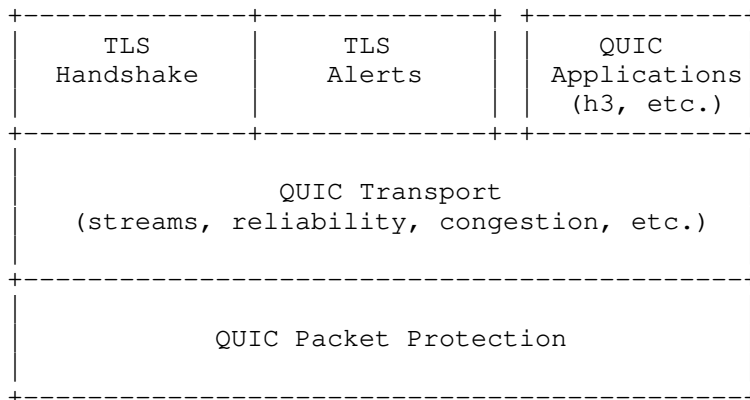 TLS TLS QUIC
Handshake Alerts Applications
(h3, etc.)
QUIC Transport
(streams, reliability, congestion, etc.)
QUIC Packet Protection